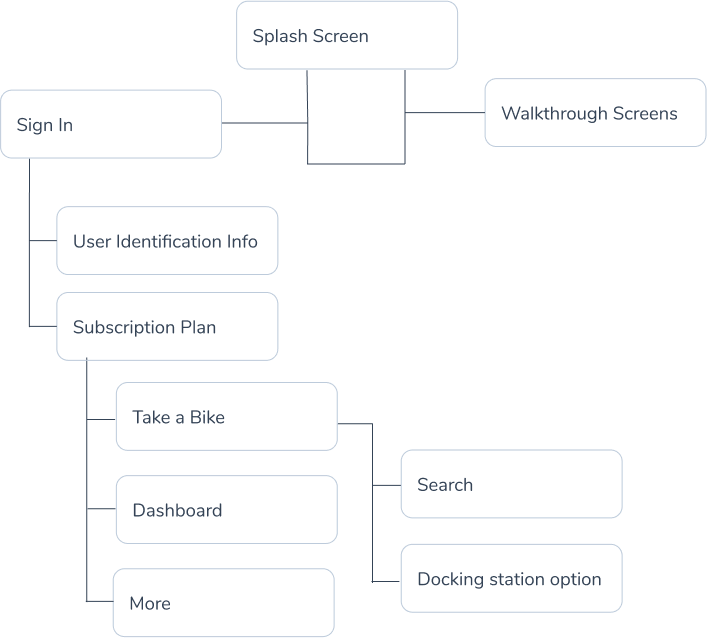 Splash Screen
Walkthrough Screens
Sign In
User Identification Info
Subscription Plan
Take a Bike
Search
Dashboard
Docking station option
More